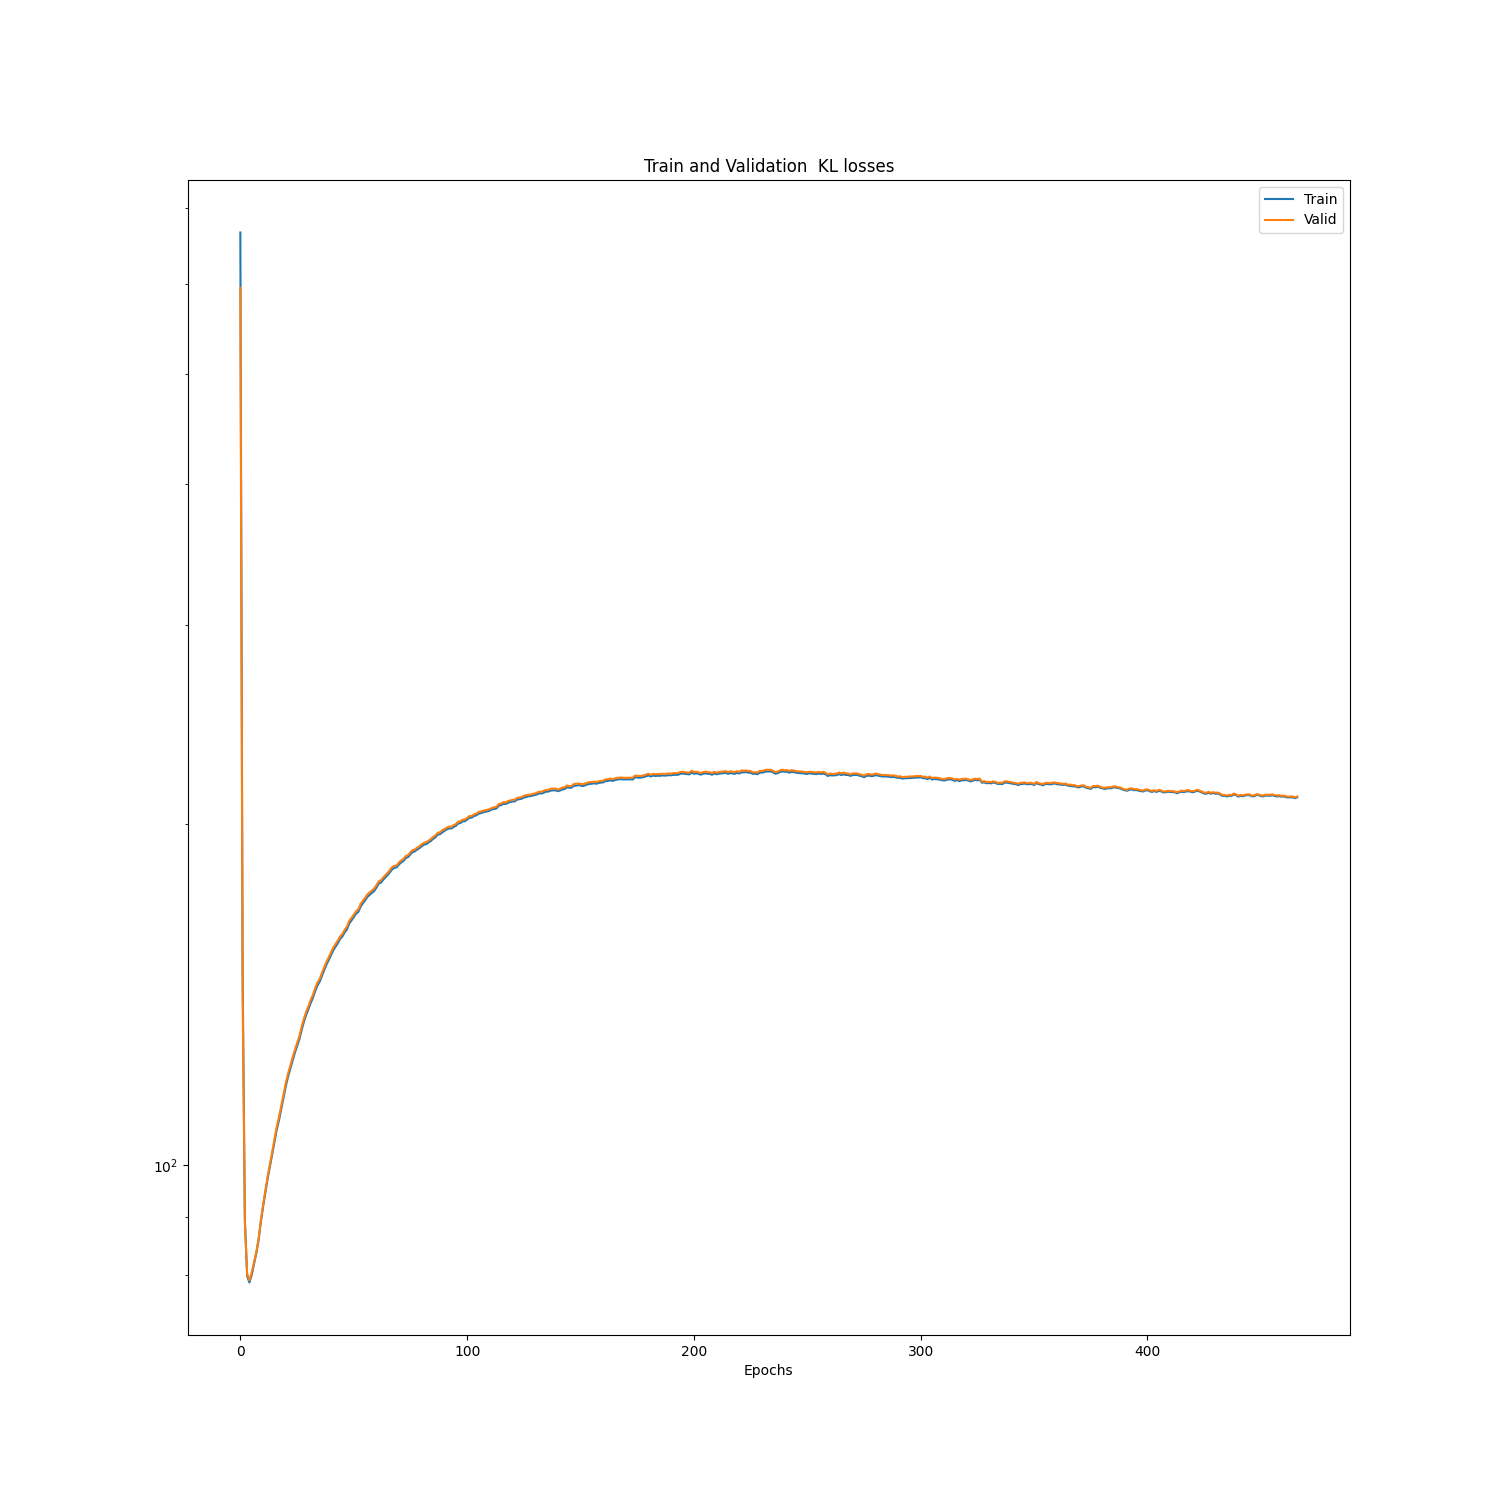 Train and Validation  KL losses
Train
Valid
10²
0 100 200 300 400
Epochs